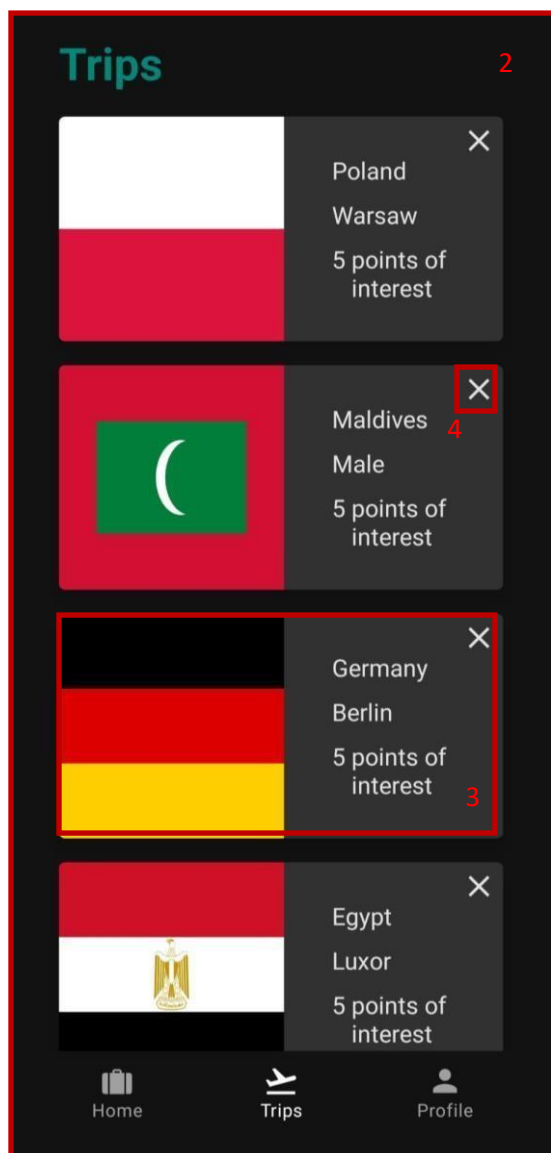 Trips
2
Poland
Warsaw
5 points of
interest
Maldives
4
Male
5 points of
interest
Germany
Berlin
5 points of
interest
3
Egypt
Luxor
5 points of
interest
Home
Trips
Profile